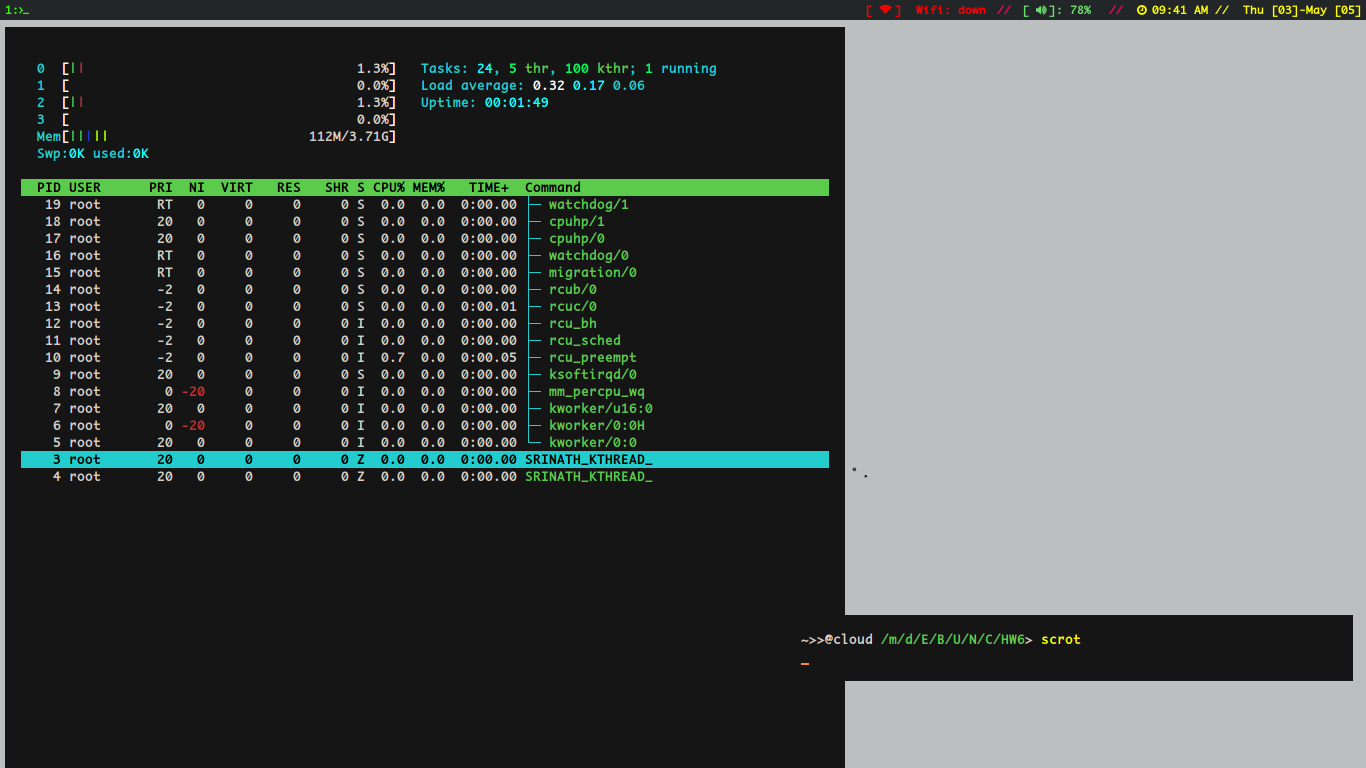 1:>_ [ ] Wifi: down // [ ]: 78% // 09:41 AM // Thu [03]-May [05]
0 [|| 1.3%] Tasks: 24, 5 thr, 100 kthr; 1 running
1 [ 0.0%] Load average: 0.32 0.17 0.06
2 [|| 1.3%] Uptime: 00:01:49
3 [ 0.0%]
Mem[||||| 112M/3.71G]
Swp:0K used:0K
PID USER PRI NI VIRT RES SHR S CPU% MEM% TIME+ Command
19 root RT 0 0 0 0 S 0.0 0.0 0:00.00 ├─ watchdog/1
18 root 20 0 0 0 0 S 0.0 0.0 0:00.00 ├─ cpuhp/1
17 root 20 0 0 0 0 S 0.0 0.0 0:00.00 ├─ cpuhp/0
16 root RT 0 0 0 0 S 0.0 0.0 0:00.00 ├─ watchdog/0
15 root RT 0 0 0 0 S 0.0 0.0 0:00.00 ├─ migration/0
14 root -2 0 0 0 0 S 0.0 0.0 0:00.00 ├─ rcub/0
13 root -2 0 0 0 0 S 0.0 0.0 0:00.01 ├─ rcuc/0
12 root -2 0 0 0 0 I 0.0 0.0 0:00.00 ├─ rcu_bh
11 root -2 0 0 0 0 I 0.0 0.0 0:00.00 ├─ rcu_sched
10 root -2 0 0 0 0 I 0.7 0.0 0:00.05 ├─ rcu_preempt
9 root 20 0 0 0 0 S 0.0 0.0 0:00.00 ├─ ksoftirqd/0
8 root 0 -20 0 0 0 I 0.0 0.0 0:00.00 ├─ mm_percpu_wq
7 root 20 0 0 0 0 I 0.0 0.0 0:00.00 ├─ kworker/u16:0
6 root 0 -20 0 0 0 I 0.0 0.0 0:00.00 ├─ kworker/0:0H
5 root 20 0 0 0 0 I 0.0 0.0 0:00.00 └─ kworker/0:0
3 root 20 0 0 0 0 Z 0.0 0.0 0:00.00 SRINATH_KTHREAD_
4 root 20 0 0 0 0 Z 0.0 0.0 0:00.00 SRINATH_KTHREAD_
~>>@cloud /m/d/E/B/U/N/C/HW6> scrot